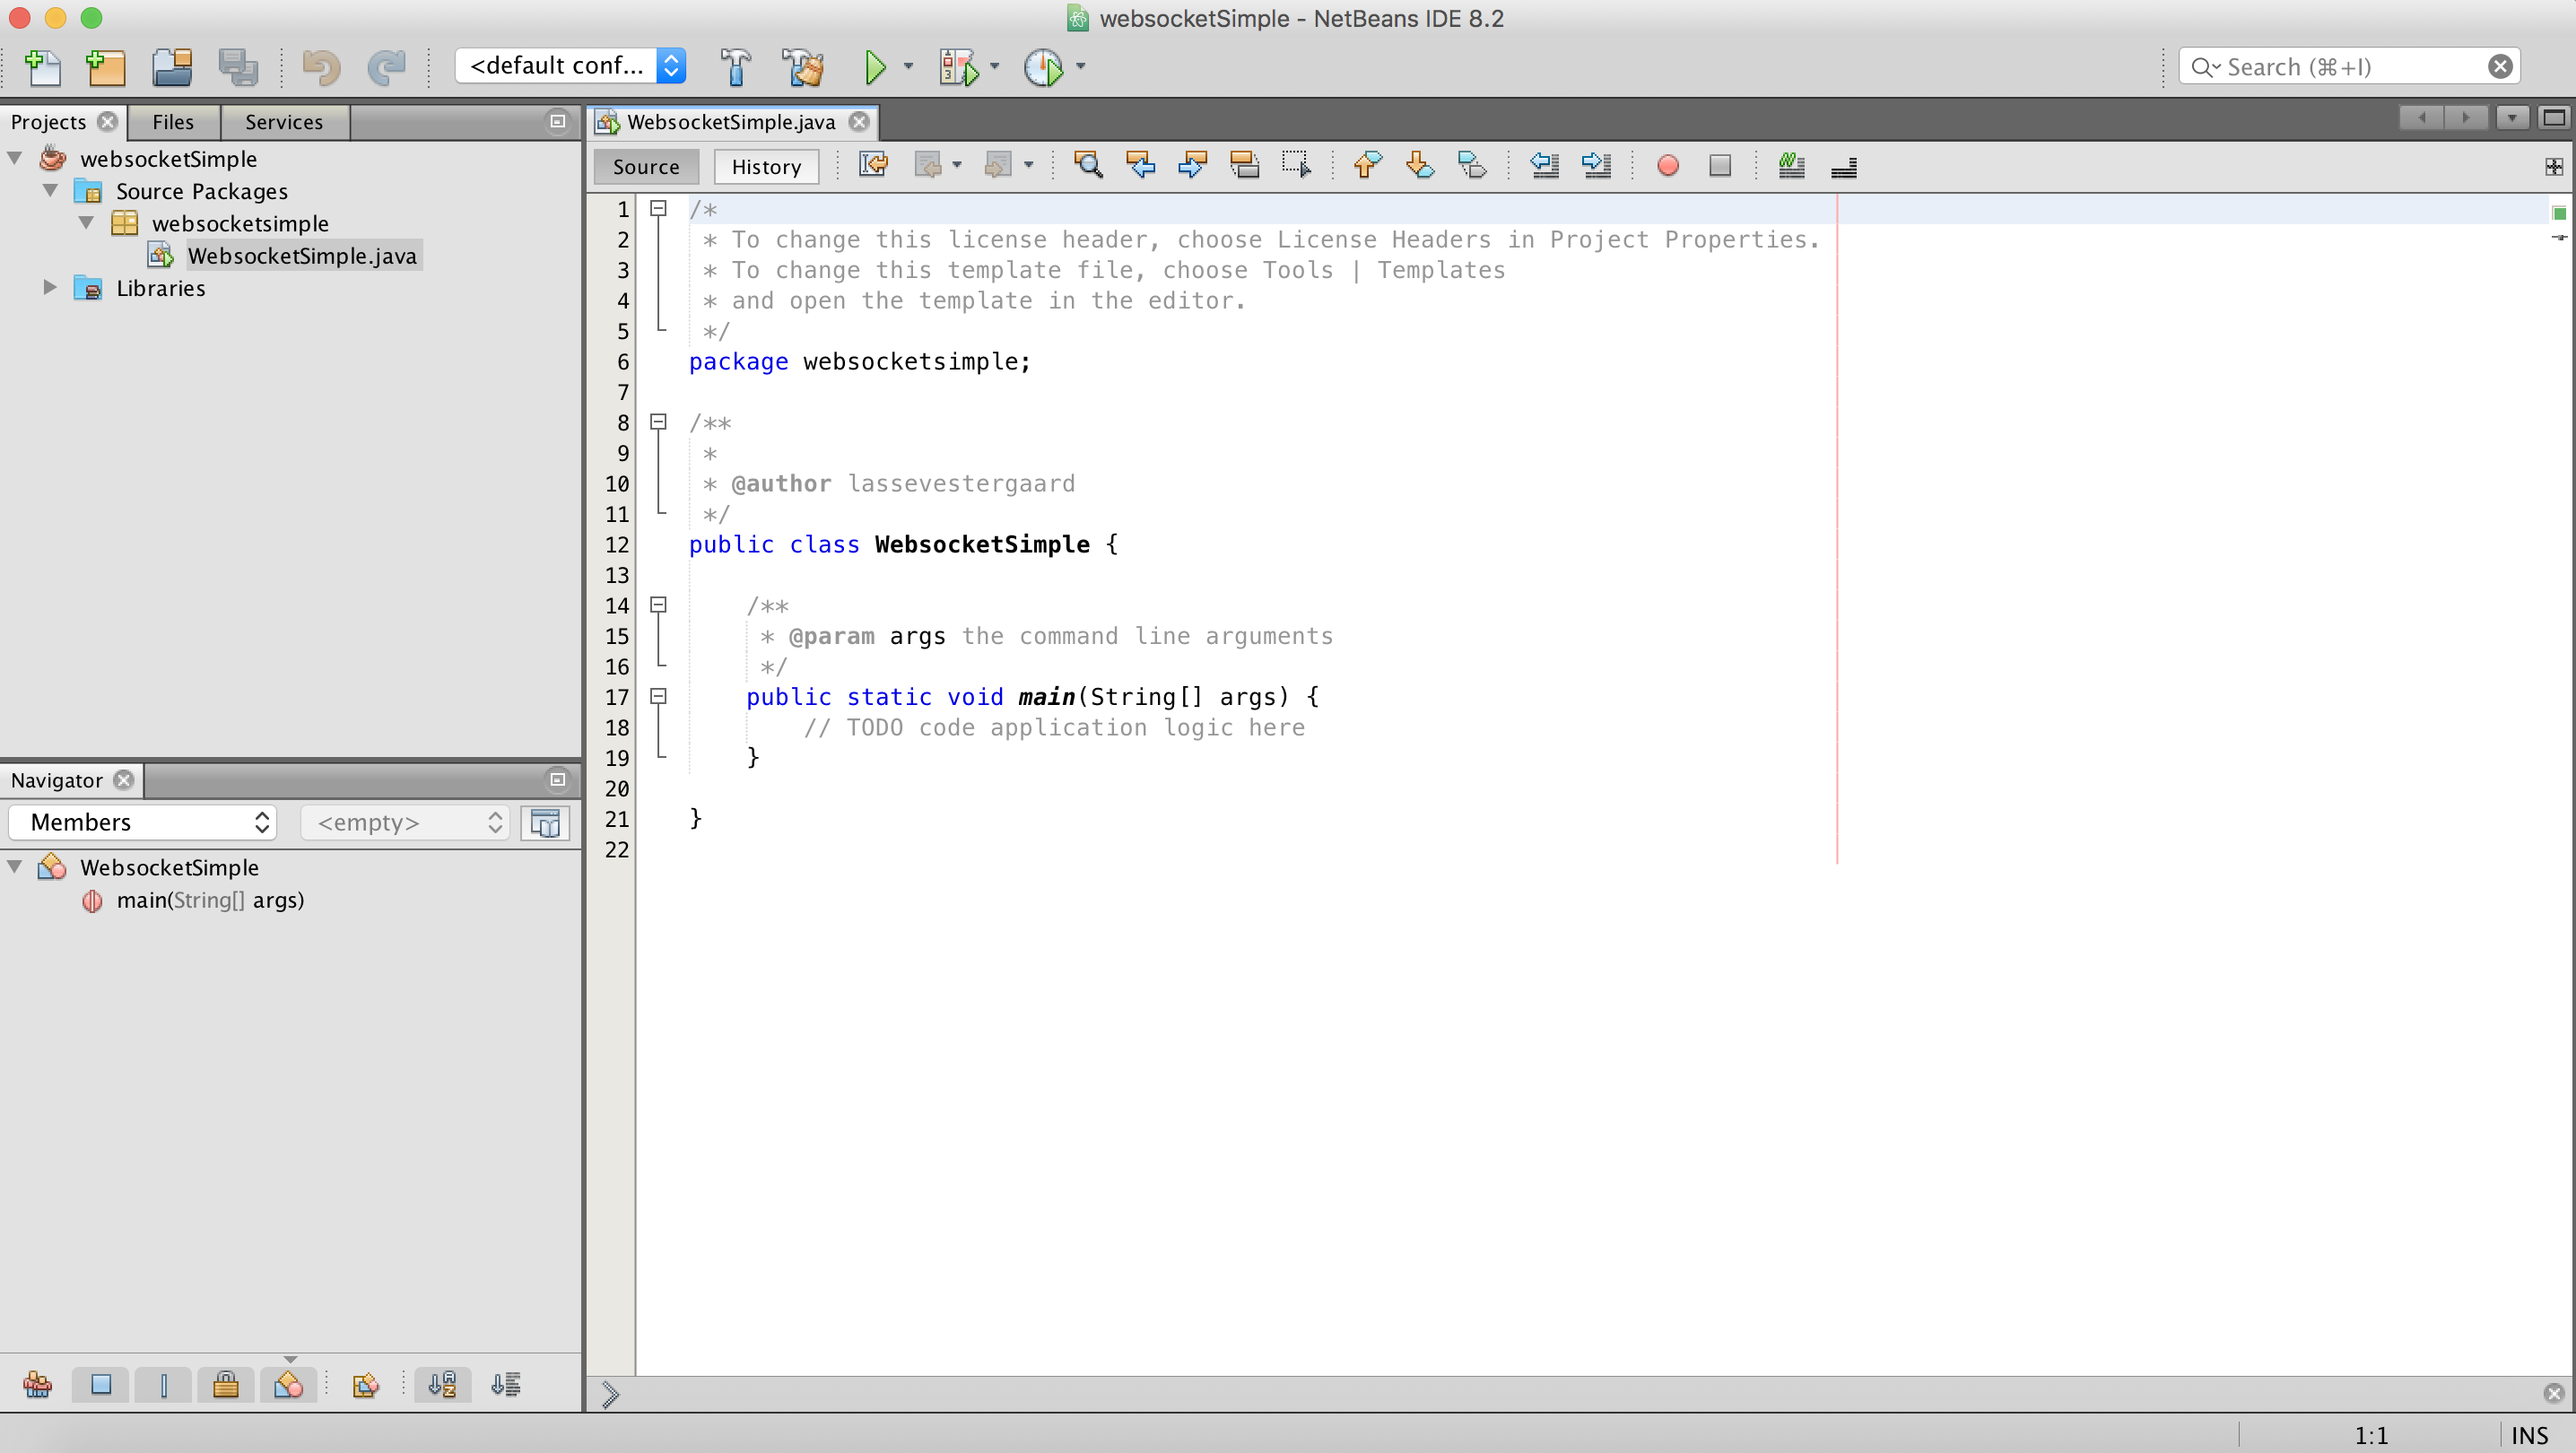 websocketSimple - NetBeans IDE 8.2
<default conf...
Search (⌘+I)
Projects
Files
Services
websocketSimple
Source Packages
websocketsimple
WebsocketSimple.java
Libraries
Navigator
Members
<empty>
WebsocketSimple
main(String[] args)
WebsocketSimple.java
Source
History
1 /*
2 * To change this license header, choose License Headers in Project Properties.
3 * To change this template file, choose Tools | Templates
4 * and open the template in the editor.
5 */
6 package websocketsimple;
7
8 /**
9 *
10 * @author lassevestergaard
11 */
12 public class WebsocketSimple {
13
14 /**
15 * @param args the command line arguments
16 */
17 public static void main(String[] args) {
18 // TODO code application logic here
19 }
20
21 }
22
1:1
INS